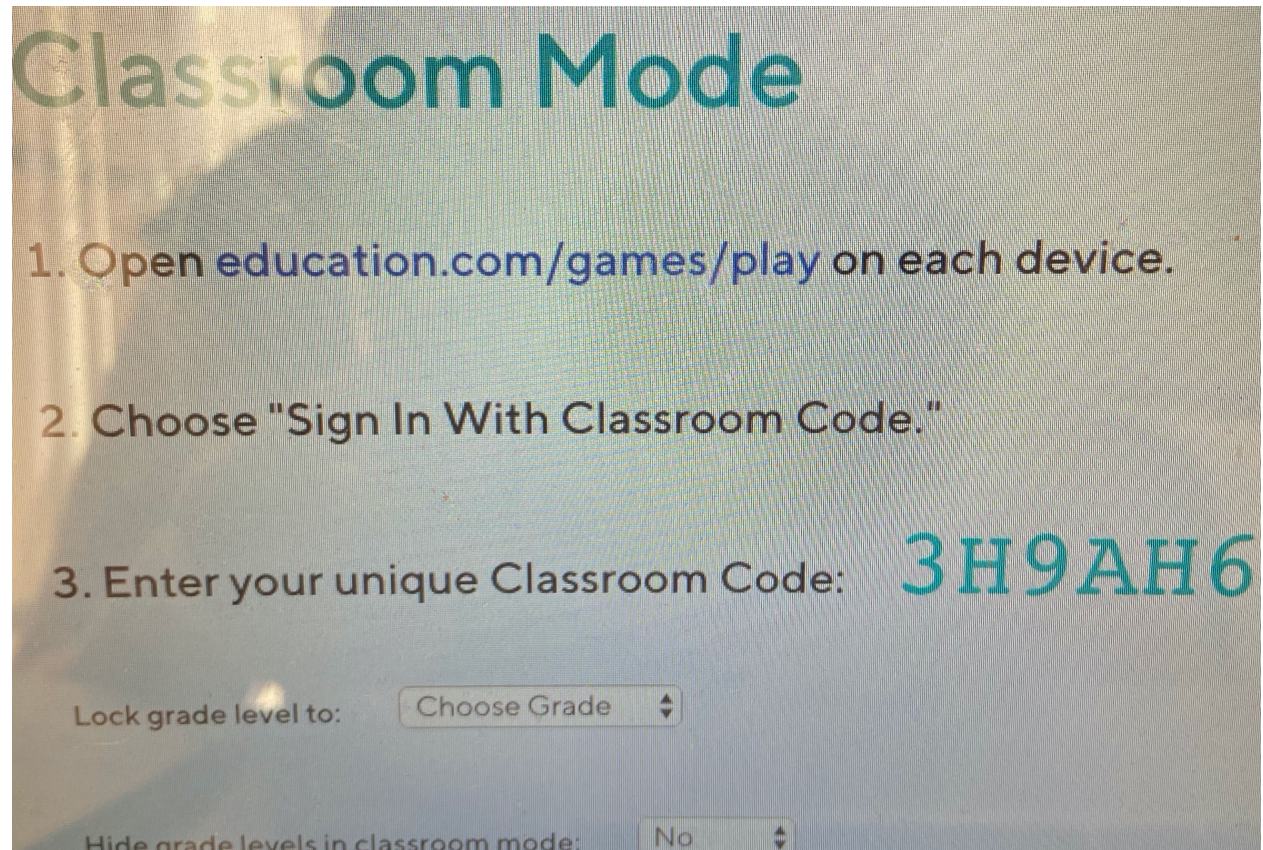 Classroom Mode
1. Open education.com/games/play on each device.
2. Choose "Sign In With Classroom Code."
3. Enter your unique Classroom Code: 3H9AH6
Lock grade level to: Choose Grade
Hide grade levels in classroom mode: No